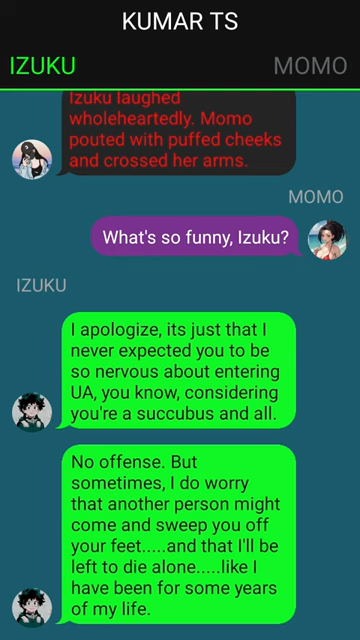 KUMAR TS
IZUKU
MOMO
Izuku laughed
wholeheartedly. Momo
pouted with puffed cheeks
and crossed her arms.
MOMO
What's so funny, Izuku?
IZUKU
I apologize, its just that I
never expected you to be
so nervous about entering
UA, you know, considering
you're a succubus and all.
No offense. But
sometimes, I do worry
that another person might
come and sweep you off
your feet.....and that I'll be
left to die alone.....like I
have been for some years
of my life.